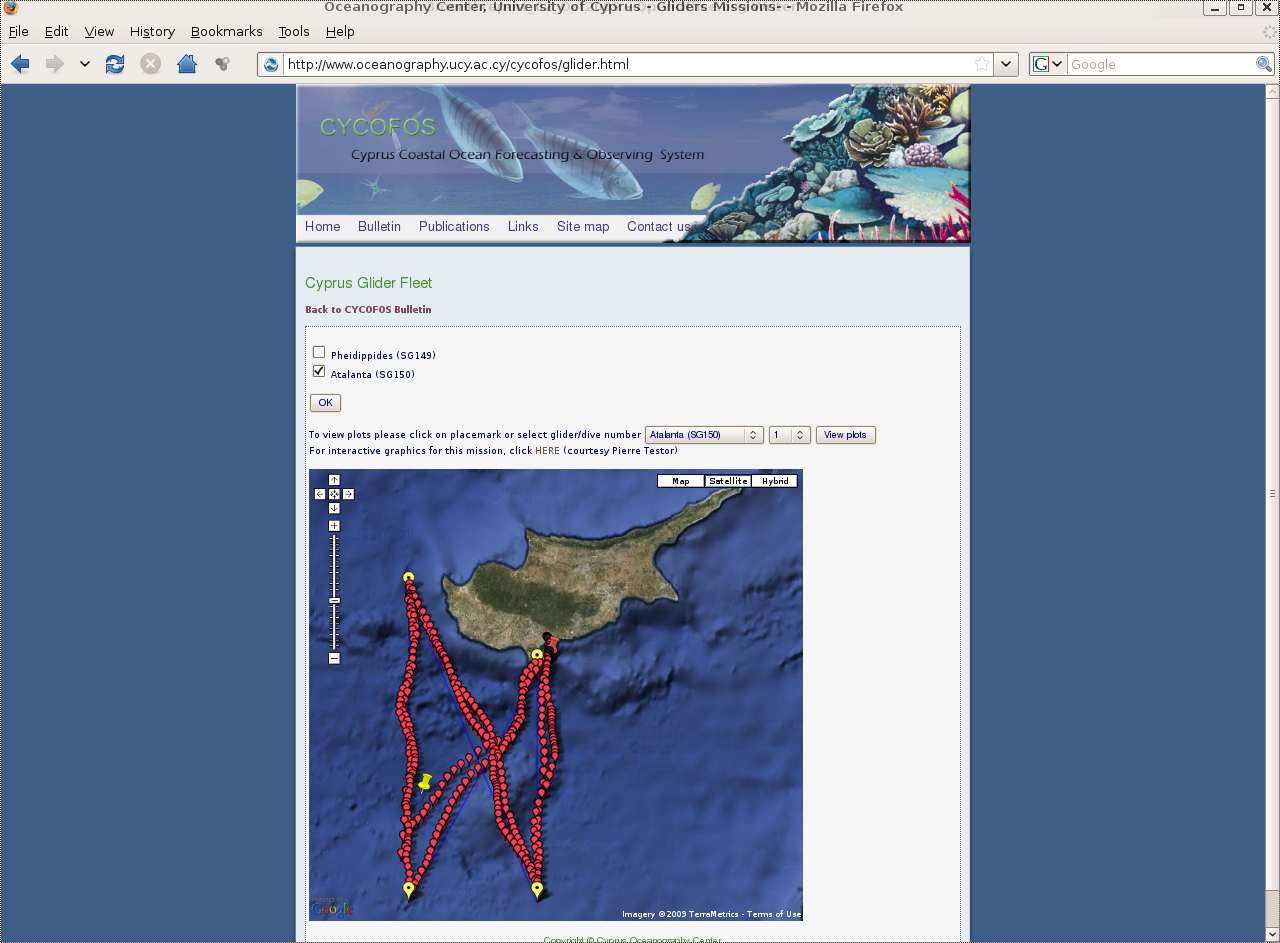 Oceanography Center, University of Cyprus - Gliders Missions- - Mozilla Firefox
File Edit View History Bookmarks Tools Help
http://www.oceanography.ucy.ac.cy/cycofos/glider.html
G Google
CYCOFOS
Cyprus Coastal Ocean Forecasting & Observing System
Home Bulletin Publications Links Site map Contact us
Cyprus Glider Fleet
Back to CYCOFOS Bulletin
Pheidippides (SG149)
Atalanta (SG150)
OK
To view plots please click on placemark or select glider/dive number Atalanta (SG150) 1 View plots
For interactive graphics for this mission, click HERE (courtesy Pierre Testor)
Map Satellite Hybrid
Google
Imagery ©2009 TerraMetrics - Terms of Use
Copyright © Cyprus Oceanography Center